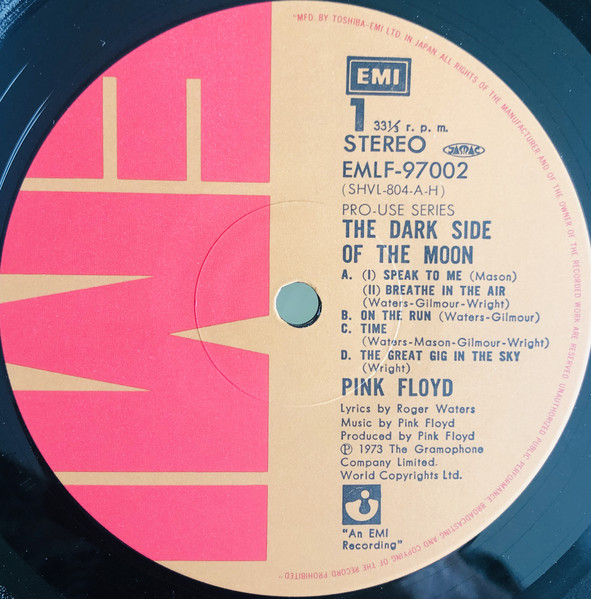 "MFD. BY TOSHIBA-EMI LTD IN JAPAN ALL RIGHTS OF THE MANUFACTURER AND OF THE OWNER OF THE RECORDED WORK ARE RESERVED UNAUTHORIZED PUBLIC PERFORMANCE, BROADCASTING AND COPYING OF THE RECORD PROHIBITED"
EMI
EMI
1 33⅓ r. p. m.
STEREO JASRAC
EMLF-97002
(SHVL-804-A-H)
PRO-USE SERIES
THE DARK SIDE
OF THE MOON
A. (I) SPEAK TO ME (Mason)
(II) BREATHE IN THE AIR
(Waters-Gilmour-Wright)
B. ON THE RUN (Waters-Gilmour)
C. TIME
(Waters-Mason-Gilmour-Wright)
D. THE GREAT GIG IN THE SKY
(Wright)
PINK FLOYD
Lyrics by Roger Waters
Music by Pink Floyd
Produced by Pink Floyd
Ⓟ 1973 The Gramophone
Company Limited.
World Copyrights Ltd.
"An EMI
Recording"